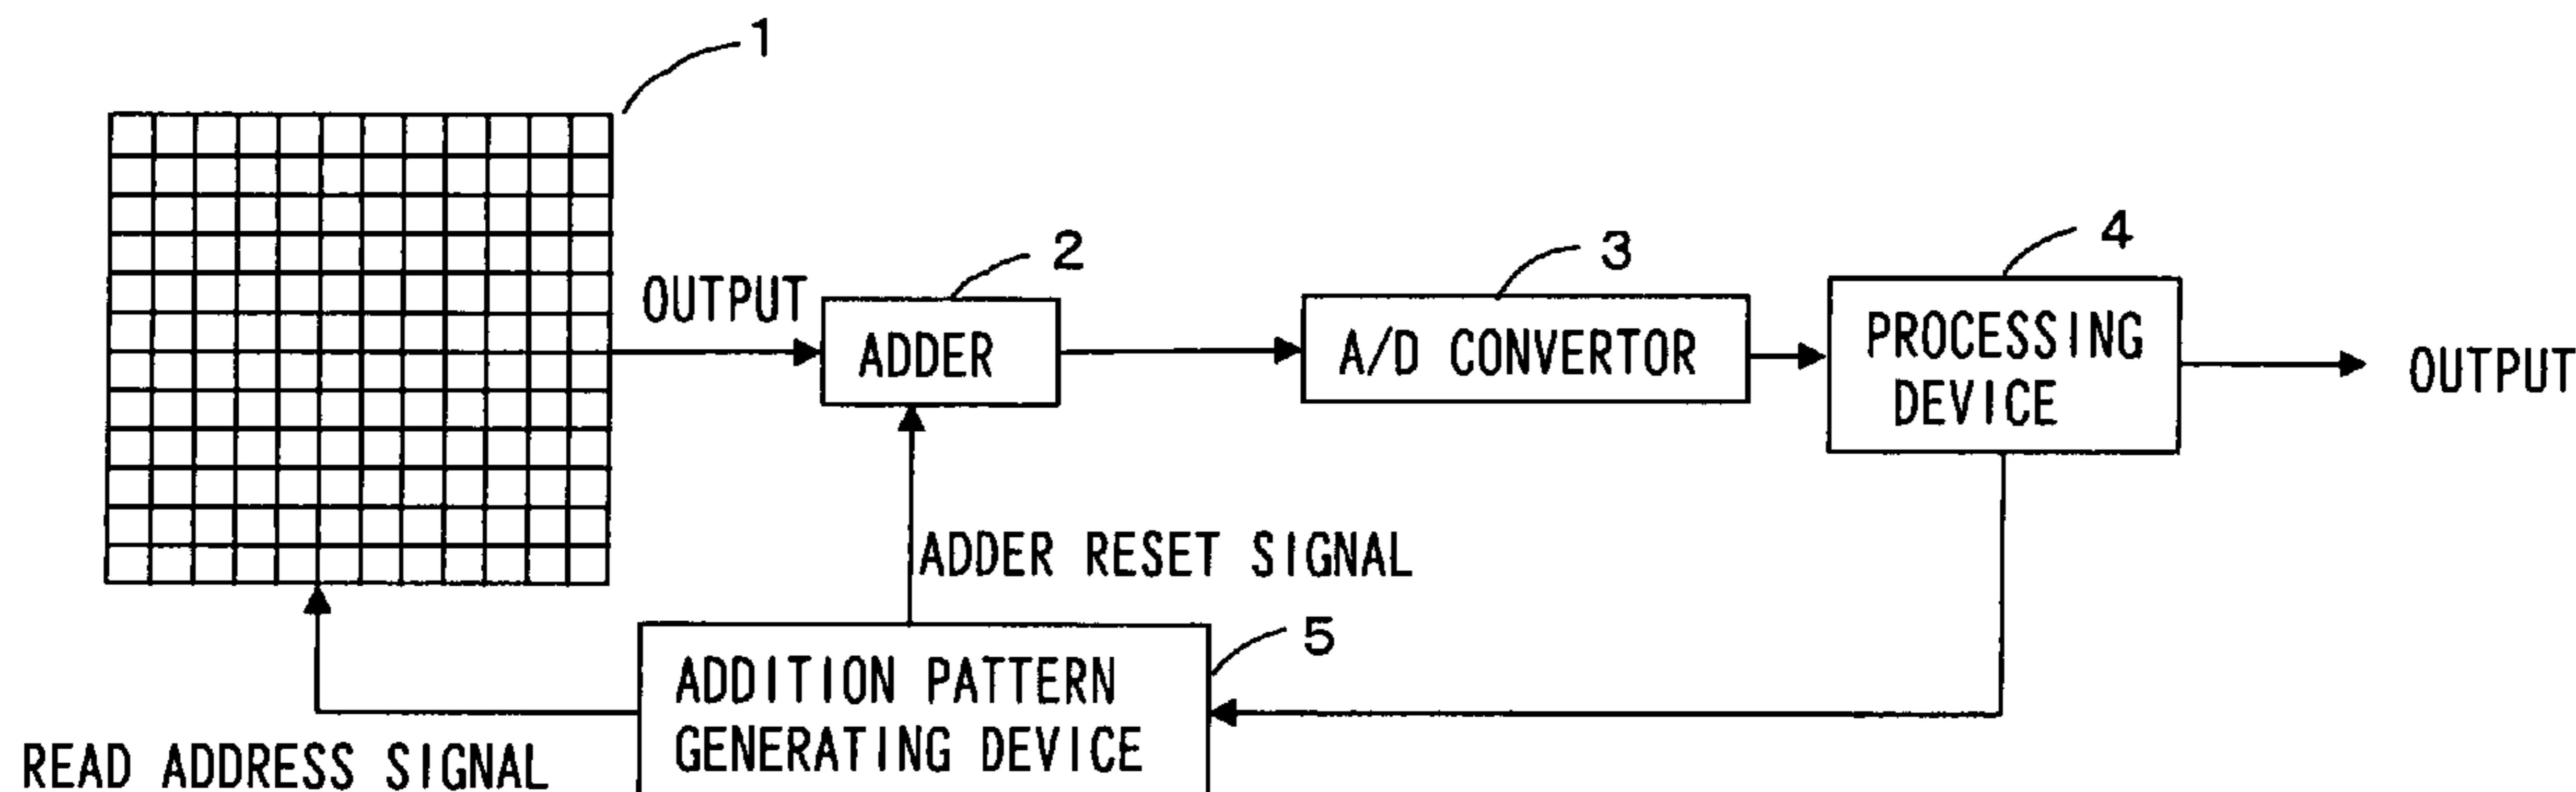 1
2
3
4
OUTPUT
ADDER
A/D CONVERTOR
PROCESSING
DEVICE
OUTPUT
ADDER RESET SIGNAL
5
ADDITION PATTERN
GENERATING DEVICE
READ ADDRESS SIGNAL